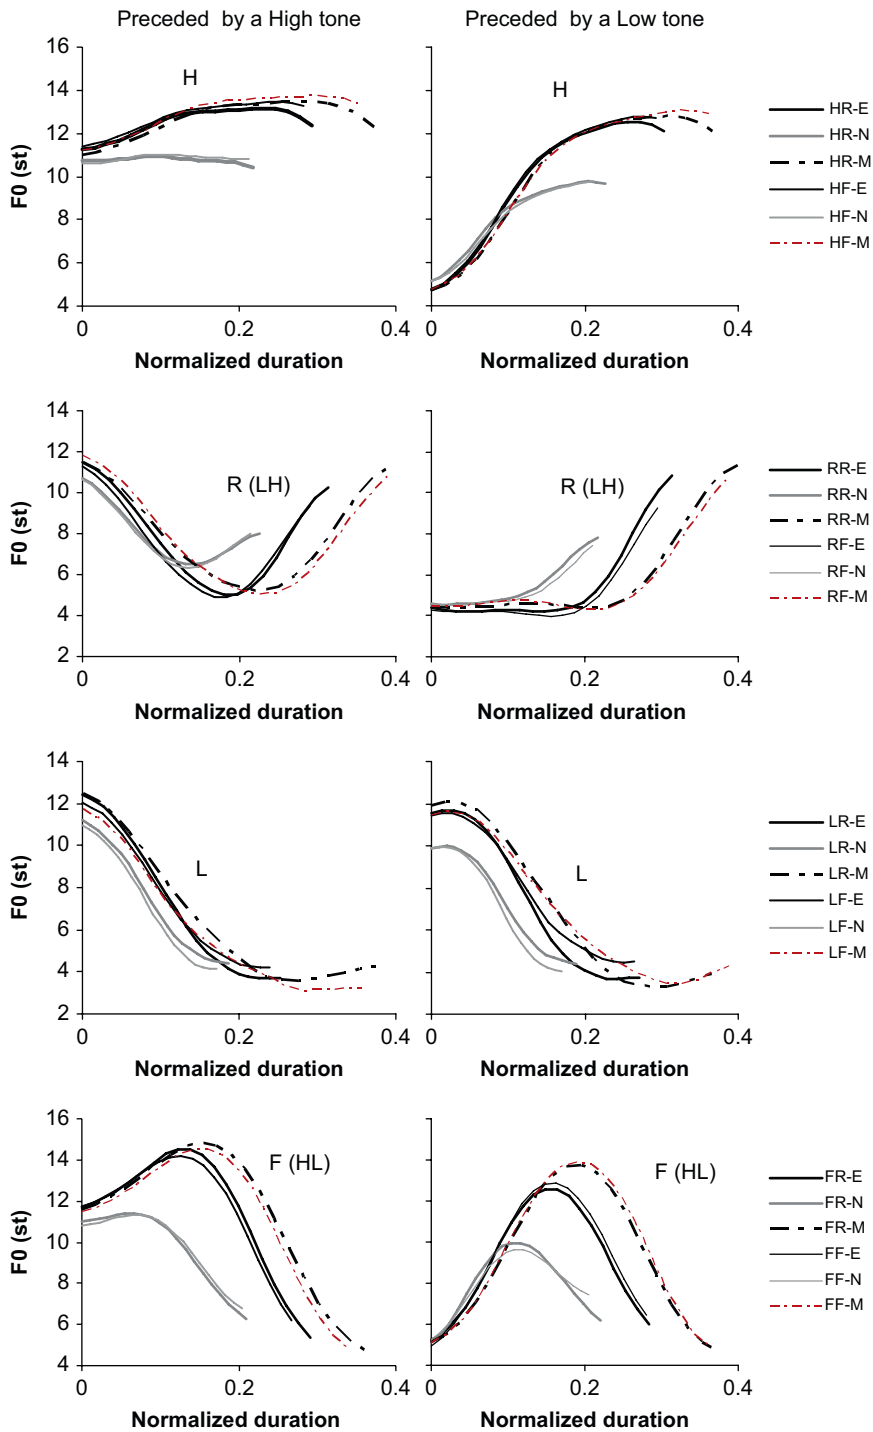 Preceded by a High tone
Preceded by a Low tone
16
14
12
10
8
6
4
F0 (st)
H
0
0.2
0.4
Normalized duration
H
0
0.2
0.4
Normalized duration
HR-E
HR-N
HR-M
HF-E
HF-N
HF-M
14
12
10
8
6
4
2
F0 (st)
R (LH)
0
0.2
0.4
Normalized duration
R (LH)
0
0.2
0.4
Normalized duration
RR-E
RR-N
RR-M
RF-E
RF-N
RF-M
14
12
10
8
6
4
2
F0 (st)
L
0
0.2
0.4
Normalized duration
L
0
0.2
0.4
Normalized duration
LR-E
LR-N
LR-M
LF-E
LF-N
LF-M
16
14
12
10
8
6
4
F0 (st)
F (HL)
0
0.2
0.4
Normalized duration
F (HL)
0
0.2
0.4
Normalized duration
FR-E
FR-N
FR-M
FF-E
FF-N
FF-M